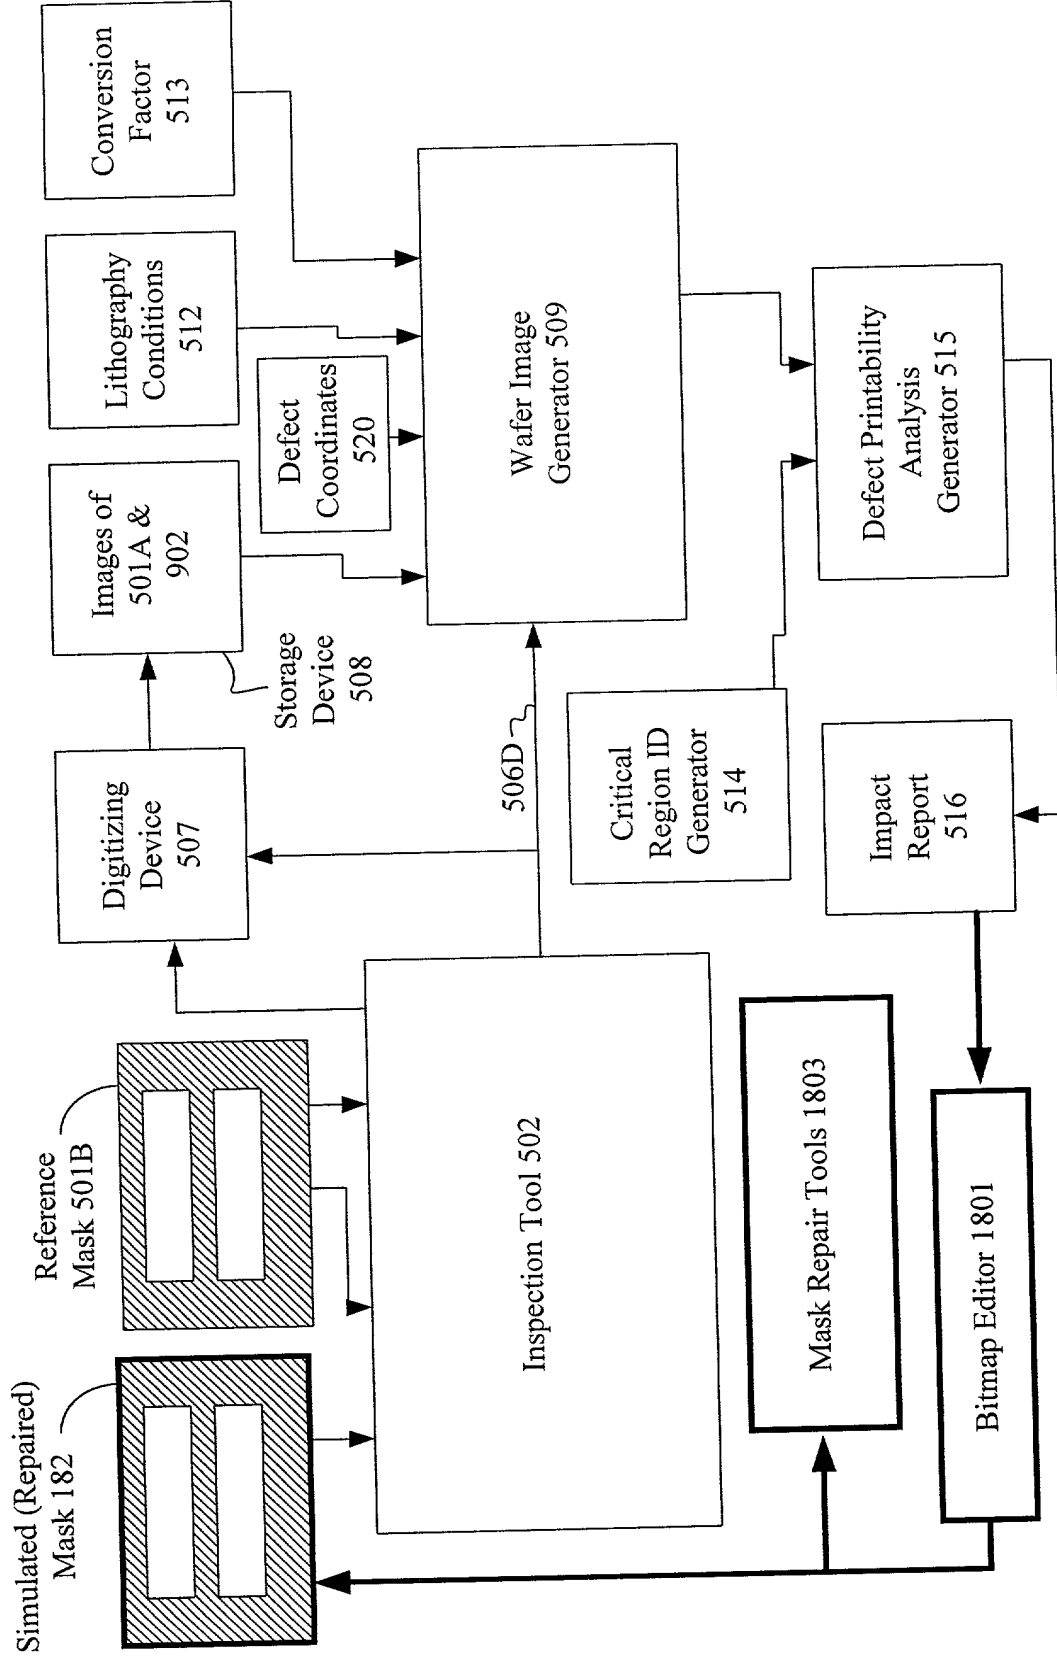 Simulated (Repaired)
Mask 182
Reference
Mask 501B
Digitizing
Device
507
Images of
501A &
902
Storage
Device
508
Lithography
Conditions
512
Conversion
Factor
513
Defect
Coordinates
520
Inspection Tool 502
506D
Wafer Image
Generator 509
Critical
Region ID
Generator
514
Mask Repair Tools 1803
Defect Printability
Analysis
Generator 515
Impact
Report
516
Bitmap Editor 1801